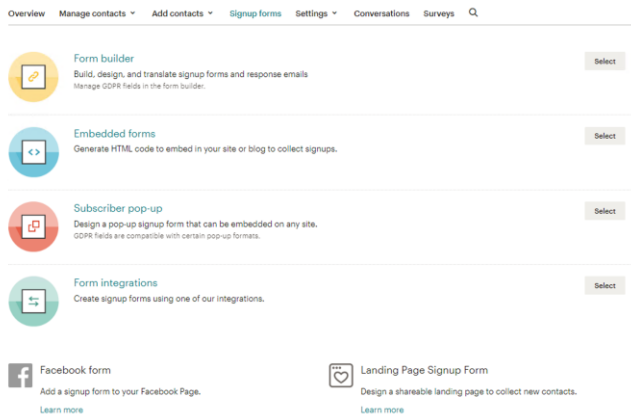 Overview Manage contacts Add contacts Signup forms Settings Conversations Surveys
Form builder
Build, design, and translate signup forms and response emails
Manage GDPR fields in the form builder.
Select
Embedded forms
Generate HTML code to embed in your site or blog to collect signups.
Select
Subscriber pop-up
Design a pop-up signup form that can be embedded on any site.
GDPR fields are compatible with certain pop-up formats.
Select
Form integrations
Create signup forms using one of our integrations.
Select
Facebook form
Add a signup form to your Facebook Page.
Learn more
Landing Page Signup Form
Design a shareable landing page to collect new contacts.
Learn more